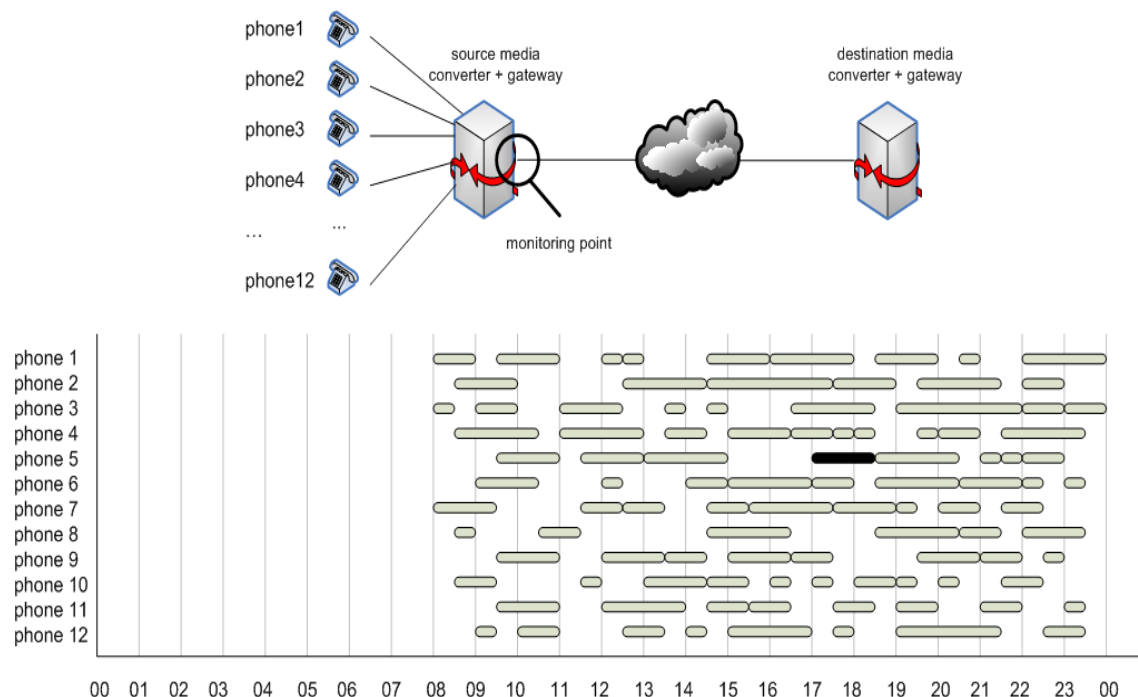 phone1
phone2
phone3
phone4
...
...
phone12
source media
converter + gateway
monitoring point
destination media
converter + gateway
phone 1
phone 2
phone 3
phone 4
phone 5
phone 6
phone 7
phone 8
phone 9
phone 10
phone 11
phone 12
00 01 02 03 04 05 06 07 08 09 10 11 12 13 14 15 16 17 18 19 20 21 22 23 00